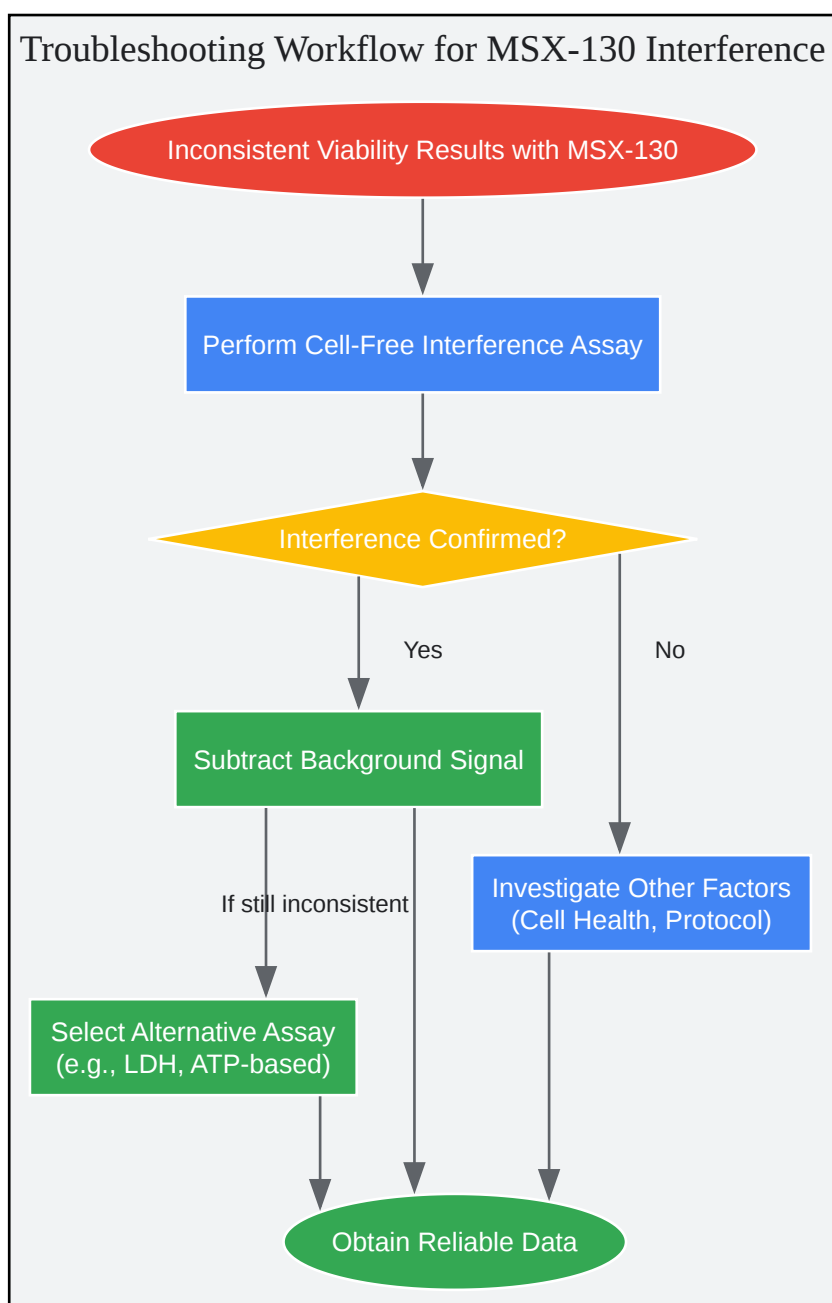 Troubleshooting Workflow for MSX-130 Interference
Inconsistent Viability Results with MSX-130
Perform Cell-Free Interference Assay
Interference Confirmed?
Yes
No
Subtract Background Signal
If still inconsistent
Investigate Other Factors
(Cell Health, Protocol)
Select Alternative Assay
(e.g., LDH, ATP-based)
Obtain Reliable Data